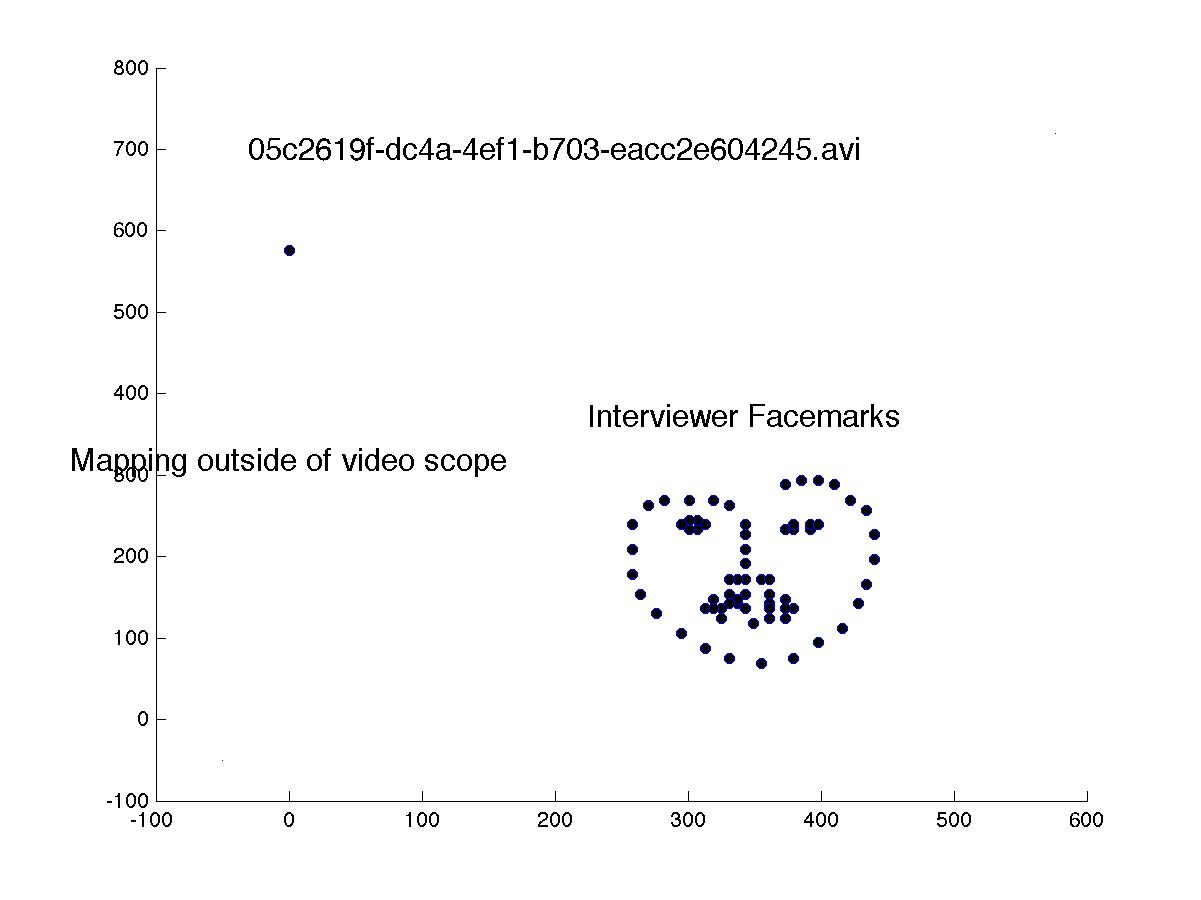 800
05c2619f-dc4a-4ef1-b703-eacc2e604245.avi
700
600
500
400
Interviewer Facemarks
Mapping outside of video scope
300
200
100
0
-100
-100 0 100 200 300 400 500 600